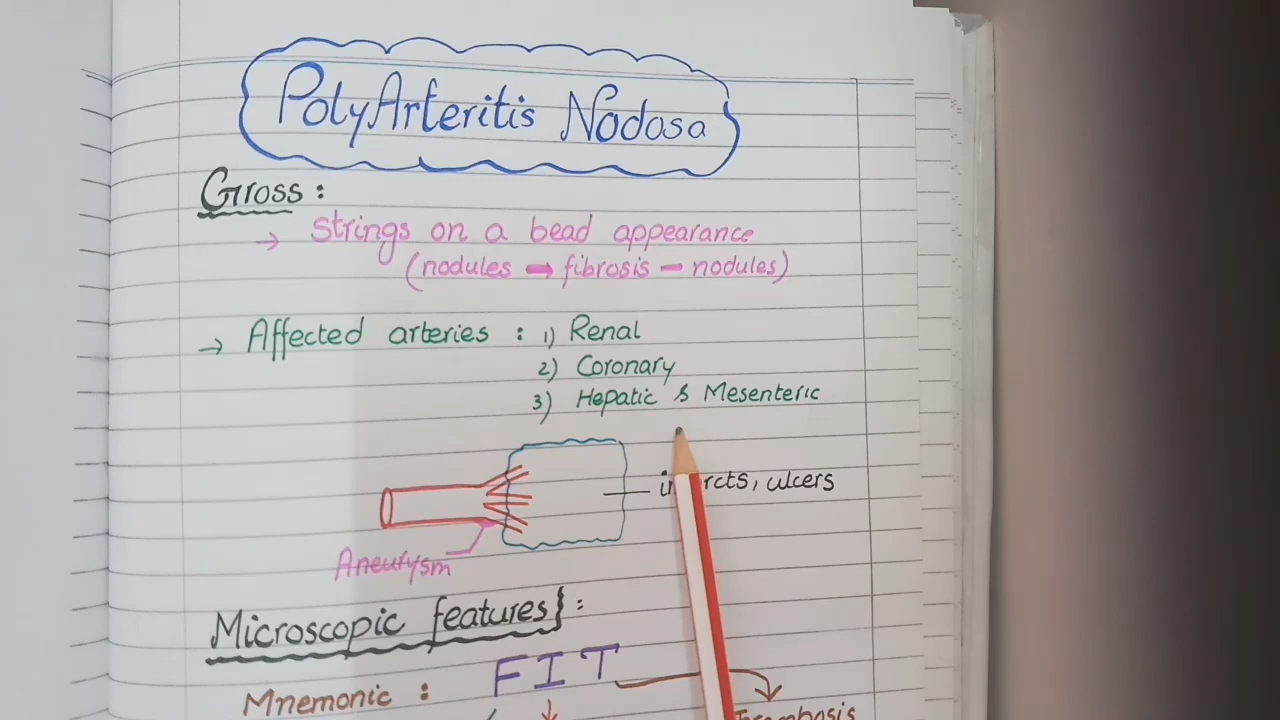 PolyArteritis Nodosa
Gross :
→ Strings on a bead appearance
(nodules → fibrosis – nodules)
→ Affected arteries : 1) Renal
2) Coronary
3) Hepatic & Mesenteric
ulcers
Aneurysm
Microscopic features} :
Mnemonic : FIT